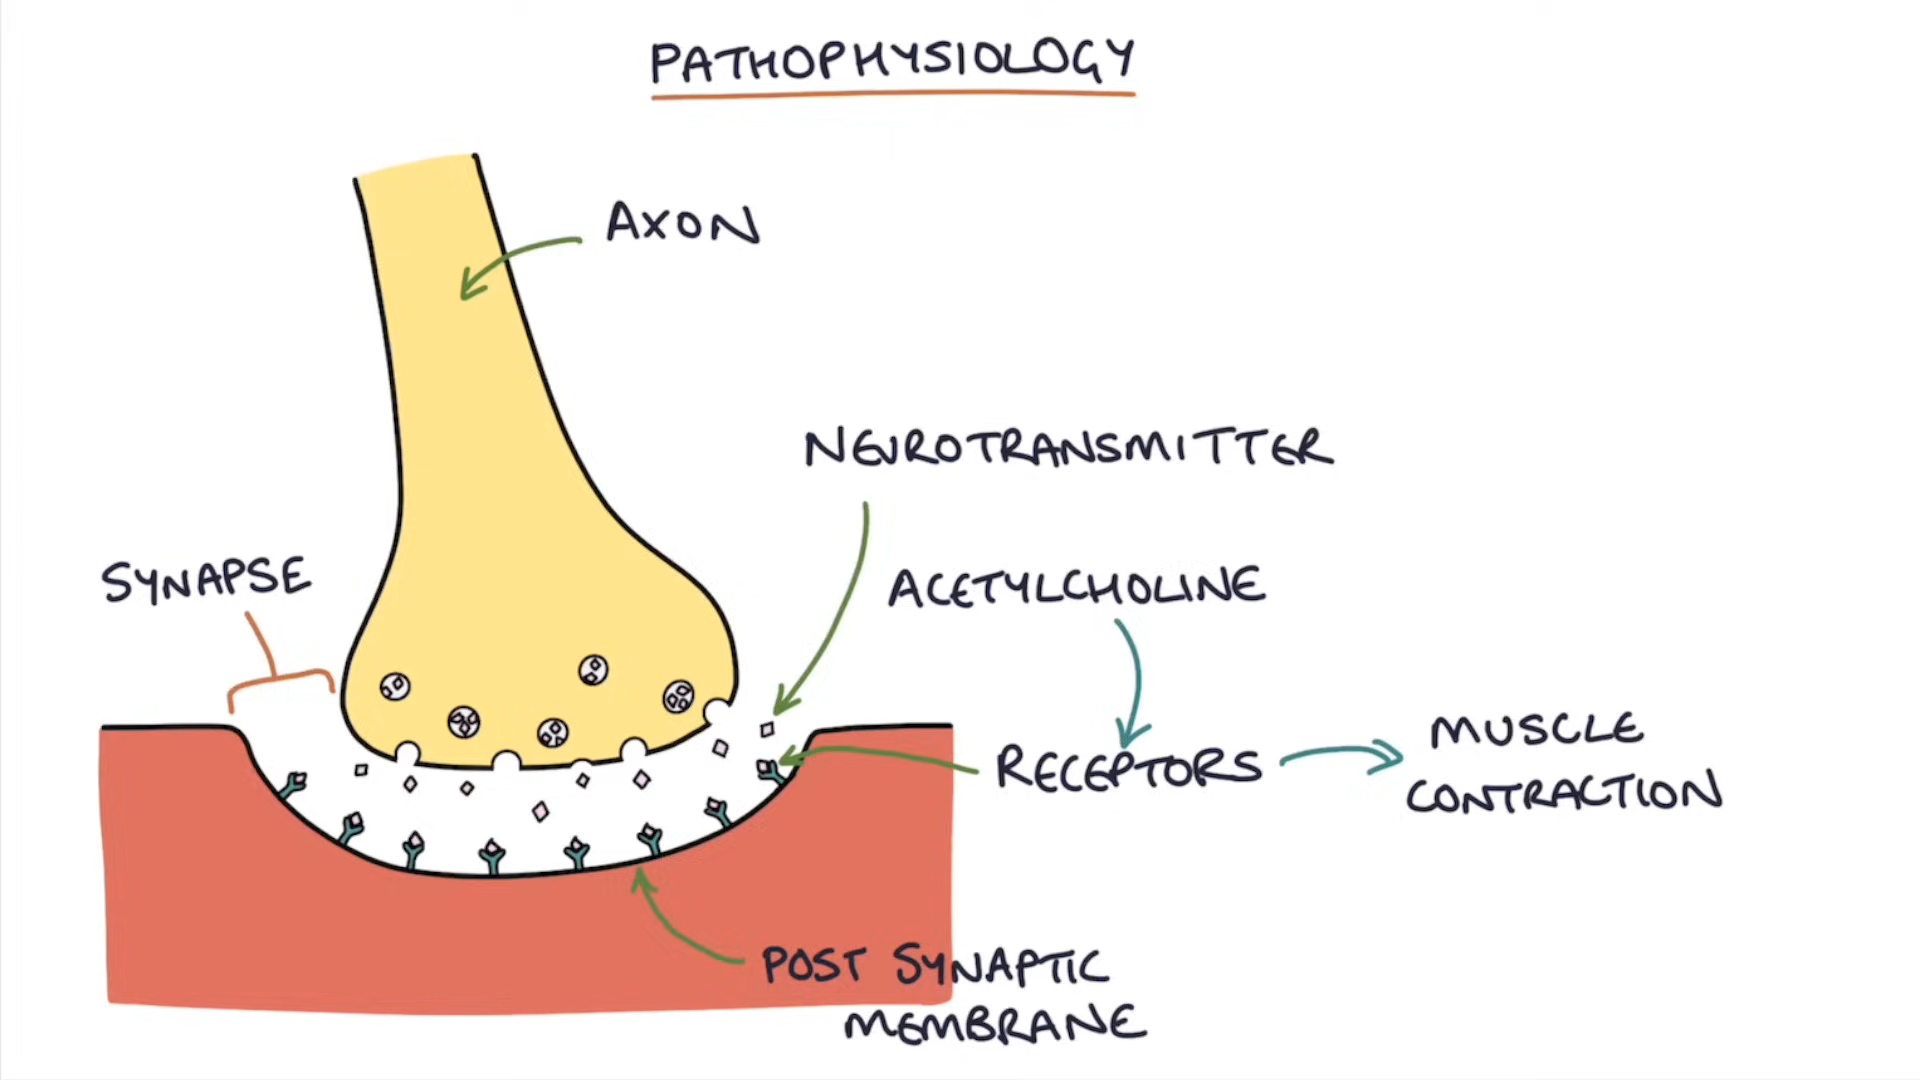 PATHOPHYSIOLOGY
AXON
NEUROTRANSMITTER
SYNAPSE
ACETYLCHOLINE
RECEPTORS
MUSCLE
CONTRACTION
POST SYNAPTIC
MEMBRANE